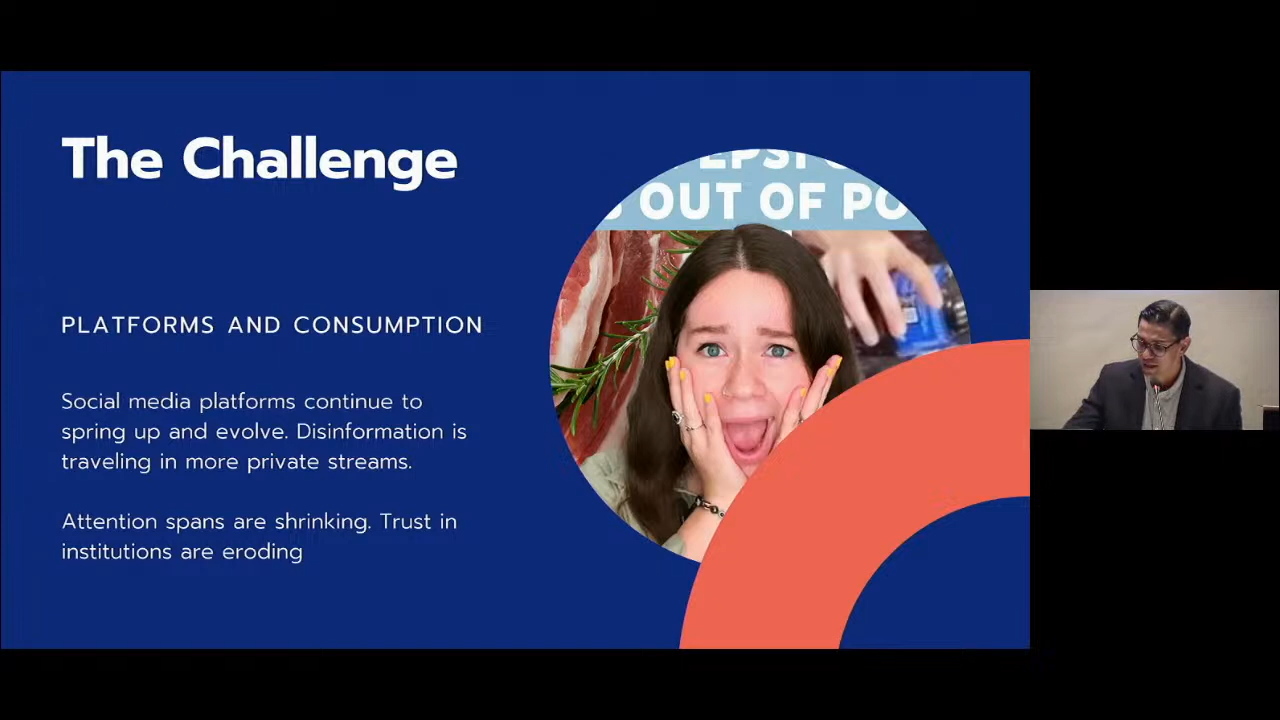 The Challenge
OUT OF
PLATFORMS AND CONSUMPTION
Social media platforms continue to
spring up and evolve. Disinformation is
traveling in more private streams.
Attention spans are shrinking. Trust in
institutions are eroding